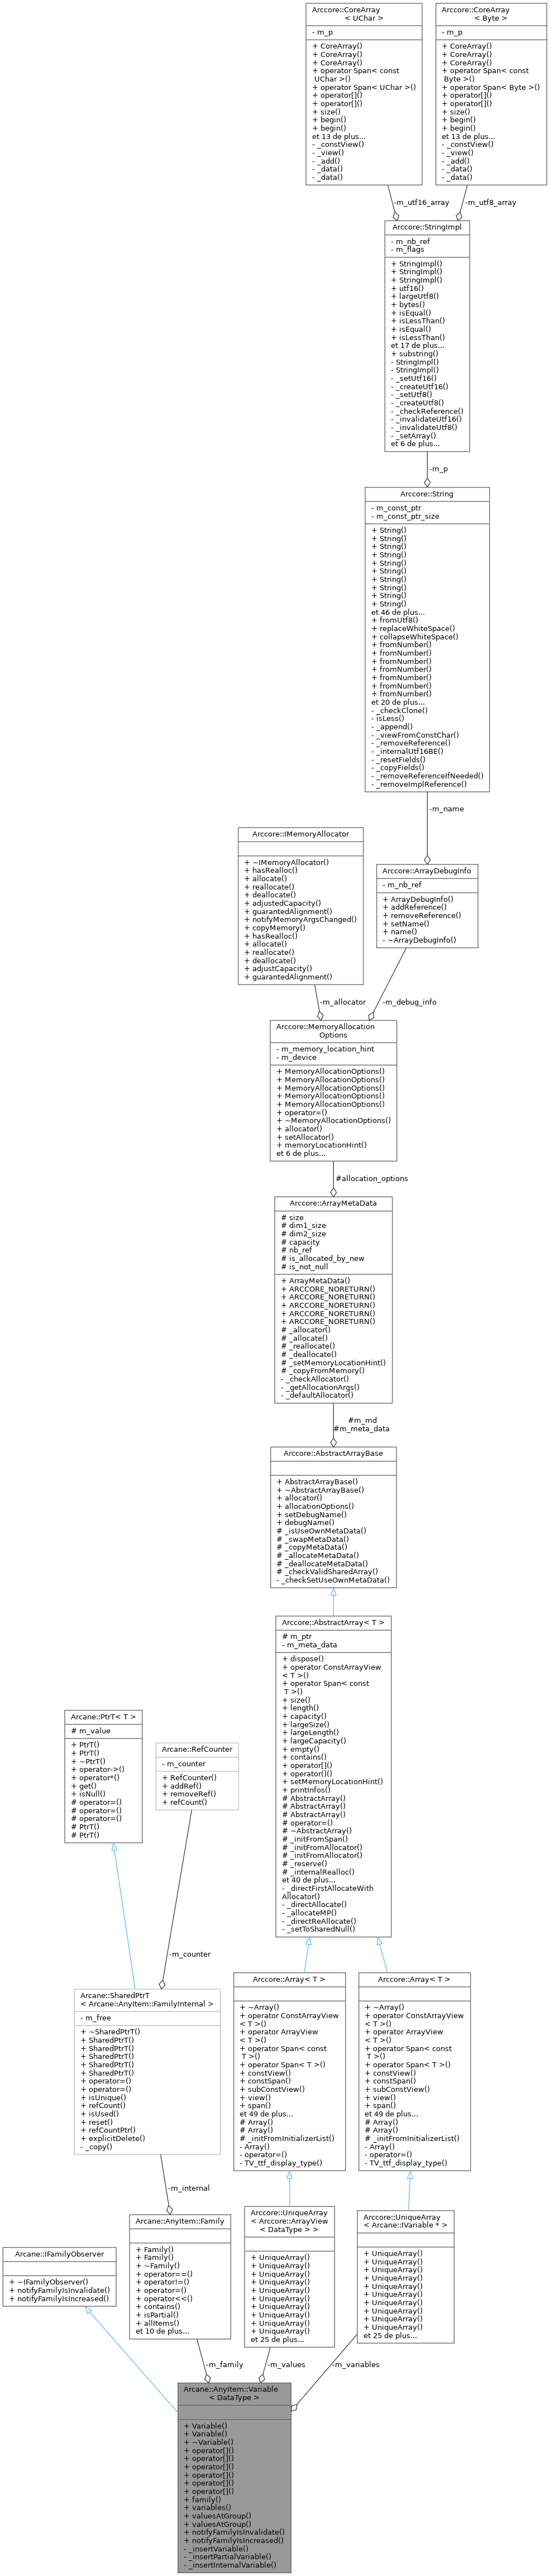 Arccore::CoreArray
< UChar >
- m_p
+ CoreArray()
+ CoreArray()
+ CoreArray()
+ operator Span< const
UChar >()
+ operator Span< UChar >()
+ operator[]()
+ operator[]()
+ size()
+ begin()
+ begin()
et 13 de plus...
- _constView()
- _view()
- _add()
- _data()
- _data()
Arccore::CoreArray
< Byte >
- m_p
+ CoreArray()
+ CoreArray()
+ CoreArray()
+ operator Span< const
Byte >()
+ operator Span< Byte >()
+ operator[]()
+ operator[]()
+ size()
+ begin()
+ begin()
et 13 de plus...
- _constView()
- _view()
- _add()
- _data()
- _data()
-m_utf16_array
-m_utf8_array
Arccore::StringImpl
- m_nb_ref
- m_flags
+ StringImpl()
+ StringImpl()
+ StringImpl()
+ utf16()
+ largeUtf8()
+ bytes()
+ isEqual()
+ isLessThan()
+ isEqual()
+ isLessThan()
et 17 de plus...
+ substring()
- StringImpl()
- StringImpl()
- _setUtf16()
- _createUtf16()
- _setUtf8()
- _createUtf8()
- _checkReference()
- _invalidateUtf16()
- _invalidateUtf8()
- _setArray()
et 6 de plus...
-m_p
Arccore::String
- m_const_ptr
- m_const_ptr_size
+ String()
+ String()
+ String()
+ String()
+ String()
+ String()
+ String()
+ String()
+ String()
+ String()
et 46 de plus...
+ fromUtf8()
+ replaceWhiteSpace()
+ collapseWhiteSpace()
+ fromNumber()
+ fromNumber()
+ fromNumber()
+ fromNumber()
+ fromNumber()
+ fromNumber()
+ fromNumber()
et 20 de plus...
- _checkClone()
- isLess()
- _append()
- _viewFromConstChar()
- _removeReference()
- _internalUtf16BE()
- _resetFields()
- _copyFields()
- _removeReferenceIfNeeded()
- _removeImplReference()
-m_name
Arccore::IMemoryAllocator
+ ~IMemoryAllocator()
+ hasRealloc()
+ allocate()
+ reallocate()
+ deallocate()
+ adjustedCapacity()
+ guarantedAlignment()
+ notifyMemoryArgsChanged()
+ copyMemory()
+ hasRealloc()
+ allocate()
+ reallocate()
+ deallocate()
+ adjustCapacity()
+ guarantedAlignment()
Arccore::ArrayDebugInfo
- m_nb_ref
+ ArrayDebugInfo()
+ addReference()
+ removeReference()
+ setName()
+ name()
- ~ArrayDebugInfo()
-m_allocator
-m_debug_info
Arccore::MemoryAllocation
Options
- m_memory_location_hint
- m_device
+ MemoryAllocationOptions()
+ MemoryAllocationOptions()
+ MemoryAllocationOptions()
+ MemoryAllocationOptions()
+ MemoryAllocationOptions()
+ operator=()
+ ~MemoryAllocationOptions()
+ allocator()
+ setAllocator()
+ memoryLocationHint()
et 6 de plus...
#allocation_options
Arccore::ArrayMetaData
# size
# dim1_size
# dim2_size
# capacity
# nb_ref
# is_allocated_by_new
# is_not_null
+ ArrayMetaData()
+ ARCCORE_NORETURN()
+ ARCCORE_NORETURN()
+ ARCCORE_NORETURN()
+ ARCCORE_NORETURN()
+ ARCCORE_NORETURN()
# _allocator()
# _allocate()
# _reallocate()
# _deallocate()
# _setMemoryLocationHint()
# _copyFromMemory()
- _checkAllocator()
- _getAllocationArgs()
- _defaultAllocator()
#m_md
#m_meta_data
Arccore::AbstractArrayBase
+ AbstractArrayBase()
+ ~AbstractArrayBase()
+ allocator()
+ allocationOptions()
+ setDebugName()
+ debugName()
# _isUseOwnMetaData()
# _swapMetaData()
# _copyMetaData()
# _allocateMetaData()
# _deallocateMetaData()
# _checkValidSharedArray()
- _checkSetUseOwnMetaData()
Arccore::AbstractArray< T >
# m_ptr
- m_meta_data
+ dispose()
+ operator ConstArrayView
< T >()
+ operator Span< const
T >()
+ size()
+ length()
+ capacity()
+ largeSize()
+ largeLength()
+ largeCapacity()
+ empty()
+ contains()
+ operator[]()
+ operator()()
+ setMemoryLocationHint()
+ printInfos()
# AbstractArray()
# AbstractArray()
# AbstractArray()
# operator=()
# ~AbstractArray()
# _initFromSpan()
# _initFromAllocator()
# _initFromAllocator()
# _reserve()
# _internalRealloc()
et 40 de plus...
- _directFirstAllocateWith
Allocator()
- _directAllocate()
- _allocateMP()
- _directReAllocate()
- _setToSharedNull()
Arcane::PtrT< T >
# m_value
+ PtrT()
+ PtrT()
+ ~PtrT()
+ operator->()
+ operator*()
+ get()
+ isNull()
# operator=()
# operator=()
# operator=()
# PtrT()
# PtrT()
Arcane::RefCounter
- m_counter
+ RefCounter()
+ addRef()
+ removeRef()
+ refCount()
-m_counter
Arcane::SharedPtrT
< Arcane::AnyItem::FamilyInternal >
- m_free
+ ~SharedPtrT()
+ SharedPtrT()
+ SharedPtrT()
+ SharedPtrT()
+ SharedPtrT()
+ SharedPtrT()
+ operator=()
+ operator=()
+ isUnique()
+ refCount()
+ isUsed()
+ reset()
+ refCountPtr()
+ explicitDelete()
- _copy()
Arccore::Array< T >
+ ~Array()
+ operator ConstArrayView
< T >()
+ operator ArrayView
< T >()
+ operator Span< const
T >()
+ operator Span< T >()
+ constView()
+ constSpan()
+ subConstView()
+ view()
+ span()
et 49 de plus...
# Array()
# Array()
# _initFromInitializerList()
- Array()
- operator=()
- TV_ttf_display_type()
Arccore::Array< T >
+ ~Array()
+ operator ConstArrayView
< T >()
+ operator ArrayView
< T >()
+ operator Span< const
T >()
+ operator Span< T >()
+ constView()
+ constSpan()
+ subConstView()
+ view()
+ span()
et 49 de plus...
# Array()
# Array()
# _initFromInitializerList()
- Array()
- operator=()
- TV_ttf_display_type()
-m_internal
Arcane::IFamilyObserver
+ ~IFamilyObserver()
+ notifyFamilyIsInvalidate()
+ notifyFamilyIsIncreased()
Arcane::AnyItem::Family
+ Family()
+ Family()
+ ~Family()
+ operator==()
+ operator!=()
+ operator=()
+ operator<<()
+ contains()
+ isPartial()
+ allItems()
et 10 de plus...
Arccore::UniqueArray
< Arccore::ArrayView
< DataType > >
+ UniqueArray()
+ UniqueArray()
+ UniqueArray()
+ UniqueArray()
+ UniqueArray()
+ UniqueArray()
+ UniqueArray()
+ UniqueArray()
+ UniqueArray()
+ UniqueArray()
et 25 de plus...
Arccore::UniqueArray
< Arcane::IVariable * >
+ UniqueArray()
+ UniqueArray()
+ UniqueArray()
+ UniqueArray()
+ UniqueArray()
+ UniqueArray()
+ UniqueArray()
+ UniqueArray()
+ UniqueArray()
+ UniqueArray()
et 25 de plus...
-m_family
-m_values
-m_variables
Arcane::AnyItem::Variable
< DataType >
+ Variable()
+ Variable()
+ ~Variable()
+ operator[]()
+ operator[]()
+ operator[]()
+ operator[]()
+ operator[]()
+ operator[]()
+ family()
+ variables()
+ valuesAtGroup()
+ valuesAtGroup()
+ notifyFamilyIsInvalidate()
+ notifyFamilyIsIncreased()
- _insertVariable()
- _insertPartialVariable()
- _insertInternalVariable()